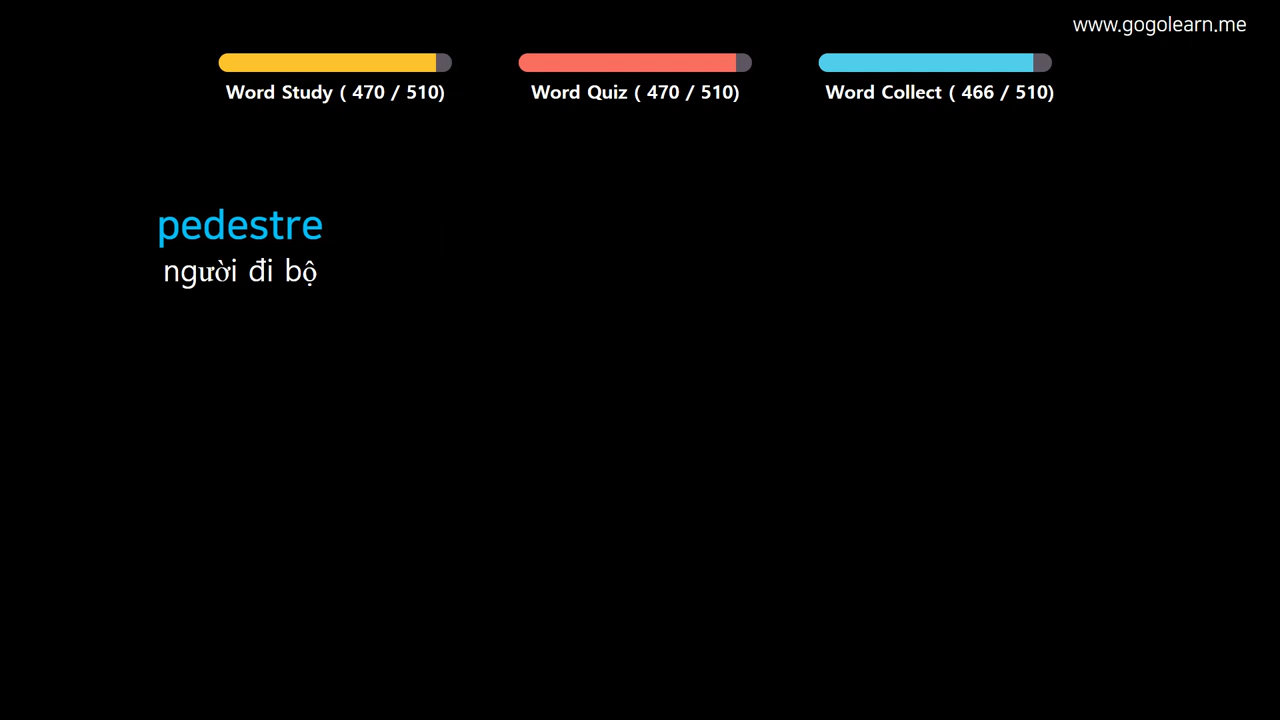 www.gogolearn.me
Word Study ( 470 / 510)
Word Quiz ( 470 / 510)
Word Collect ( 466 / 510)
pedestre
người đi bộ